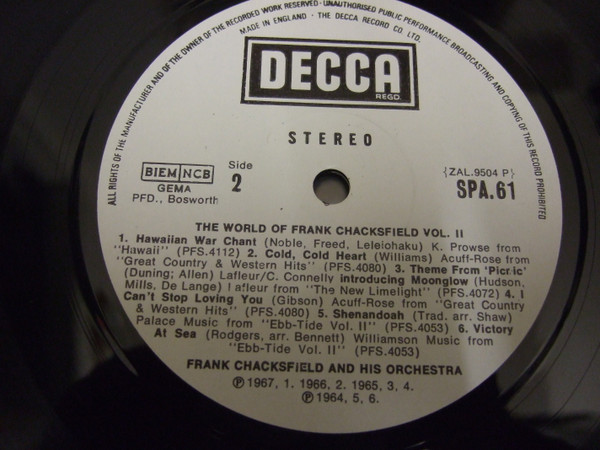 ALL RIGHTS OF THE MANUFACTURER AND OF THE OWNER OF THE RECORDED WORK RESERVED · UNAUTHORISED PUBLIC PERFORMANCE BROADCASTING AND COPYING OF THIS RECORD PROHIBITED
MADE IN ENGLAND · THE DECCA RECORD CO LTD.
DECCA
REGD.
STEREO
BIEM NCB
GEMA
PFD., Bosworth
Side
2
(ZAL.9504 P)
SPA.61
THE WORLD OF FRANK CHACKSFIELD VOL. II
1. Hawaiian War Chant (Noble, Freed, Leleiohaku) K. Prowse from
"Hawaii" (PFS.4112) 2. Cold, Cold Heart (Williams) Acuff-Rose from
"Great Country & Western Hits" (PFS.4080) 3. Theme From 'Picnic'
(Duning; Allen) Lafleur/C. Connelly introducing Moonglow (Hudson,
Mills, De Lange) Lafleur from "The New Limelight" (PFS.4072) 4. I
Can't Stop Loving You (Gibson) Acuff-Rose from "Great Country
& Western Hits" (PFS.4080) 5. Shenandoah (Trad. arr. Shaw)
Palace Music from "Ebb-Tide Vol. II" (PFS.4053) 6. Victory
At Sea (Rodgers, arr. Bennett) Williamson Music from
"Ebb-Tide Vol. II" (PFS.4053)
FRANK CHACKSFIELD AND HIS ORCHESTRA
℗ 1967, 1. 1966, 2. 1965, 3, 4.
℗ 1964, 5, 6.